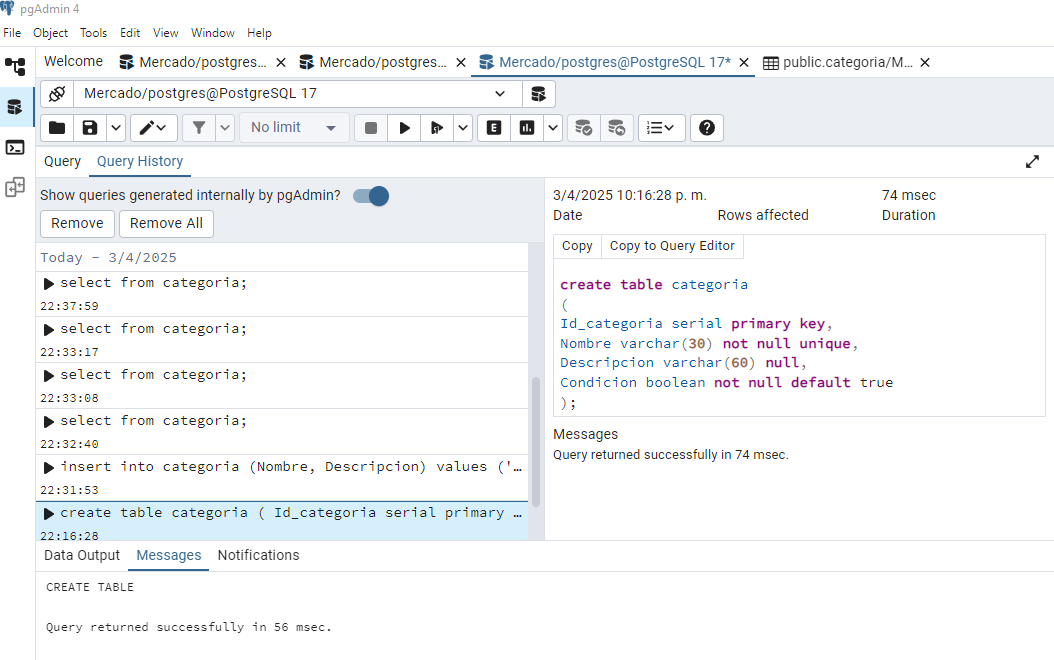 pgAdmin 4
File Object Tools Edit View Window Help
Welcome Mercado/postgres... Mercado/postgres... Mercado/postgres@PostgreSQL 17* public.categoria/M...
Mercado/postgres@PostgreSQL 17
No limit
Query Query History
Show queries generated internally by pgAdmin?
Remove Remove All
Today - 3/4/2025
select from categoria;
22:37:59
select from categoria;
22:33:17
select from categoria;
22:33:08
select from categoria;
22:32:40
insert into categoria (Nombre, Descripcion) values ('…
22:31:53
create table categoria ( Id_categoria serial primary …
22:16:28
3/4/2025 10:16:28 p. m. 74 msec
Date Rows affected Duration
Copy Copy to Query Editor
create table categoria
(
Id_categoria serial primary key,
Nombre varchar(30) not null unique,
Descripcion varchar(60) null,
Condicion boolean not null default true
);
Messages
Query returned successfully in 74 msec.
Data Output Messages Notifications
CREATE TABLE
Query returned successfully in 56 msec.